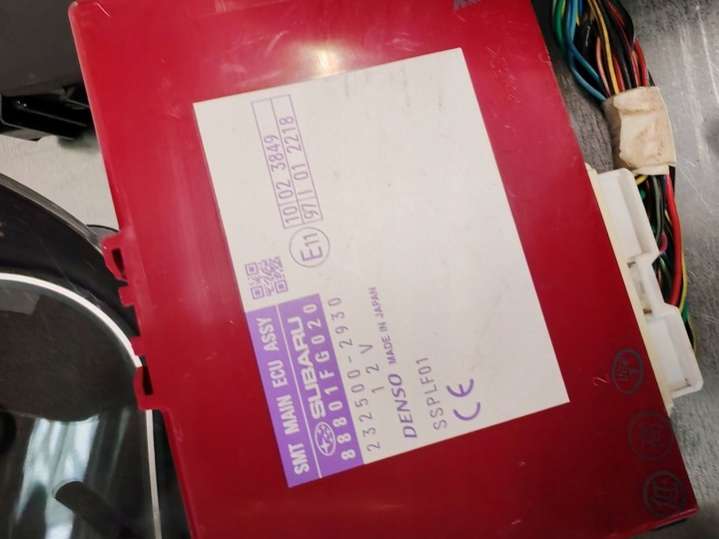 SMT MAIN ECU ASSY
SUBARU
88801FG020
232500-2930
12V
DENSO MADE IN JAPAN
SSPLF01
CE
E11
10 02 3849
97 I 01 2218